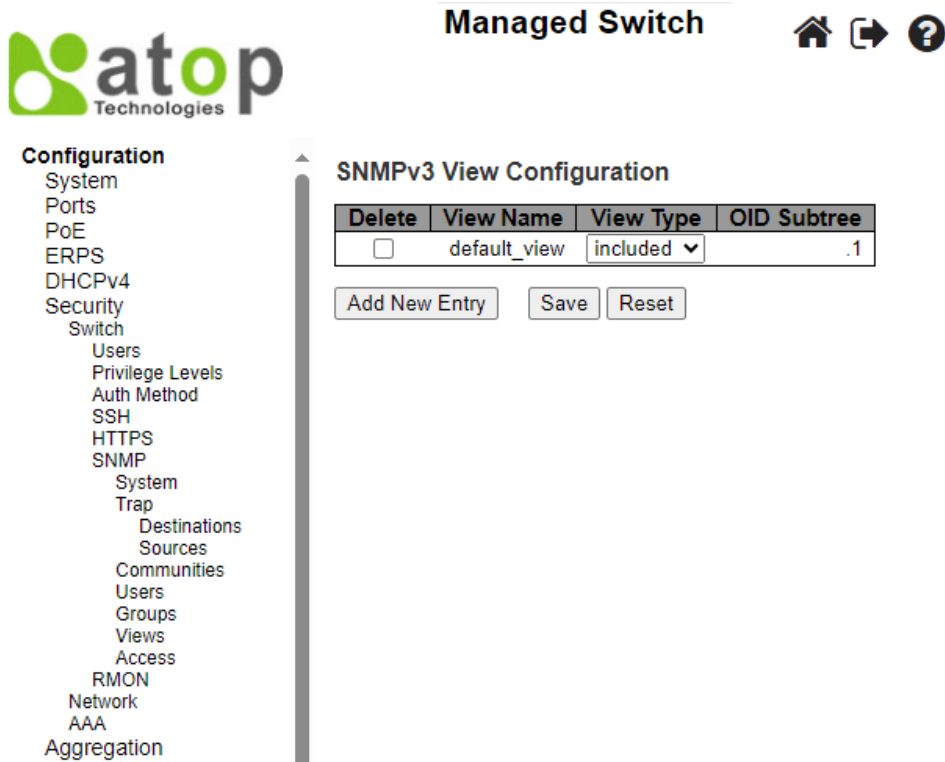 Managed Switch
atop
Technologies
Configuration
System
Ports
PoE
ERPS
DHCPv4
Security
Switch
Users
Privilege Levels
Auth Method
SSH
HTTPS
SNMP
System
Trap
Destinations
Sources
Communities
Users
Groups
Views
Access
RMON
Network
AAA
Aggregation
SNMPv3 View Configuration
Delete View Name View Type OID Subtree
default_view included .1
Add New Entry Save Reset